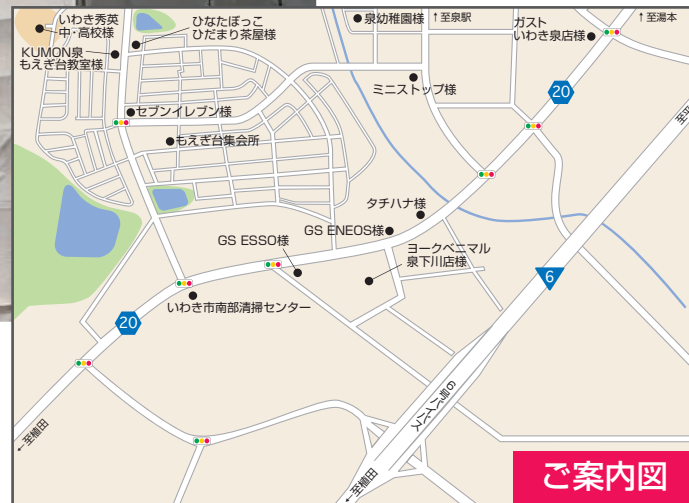 いわき秀英
中・高校様
ひなたぼっこ
ひだまり茶屋様
KUMON泉
もえぎ台教室様
泉幼稚園様
↑至泉駅
ガスト
いわき泉店様
↑至湯本
ミニストップ様
20
セブンイレブン様
もえぎ台集会所
タチハナ様
GS ENEOS様
GS ESSO様
ヨークベニマル
泉下川店様
6
いわき市南部清掃センター
20
6号バイパス
←至植田
←至植田
ご案内図